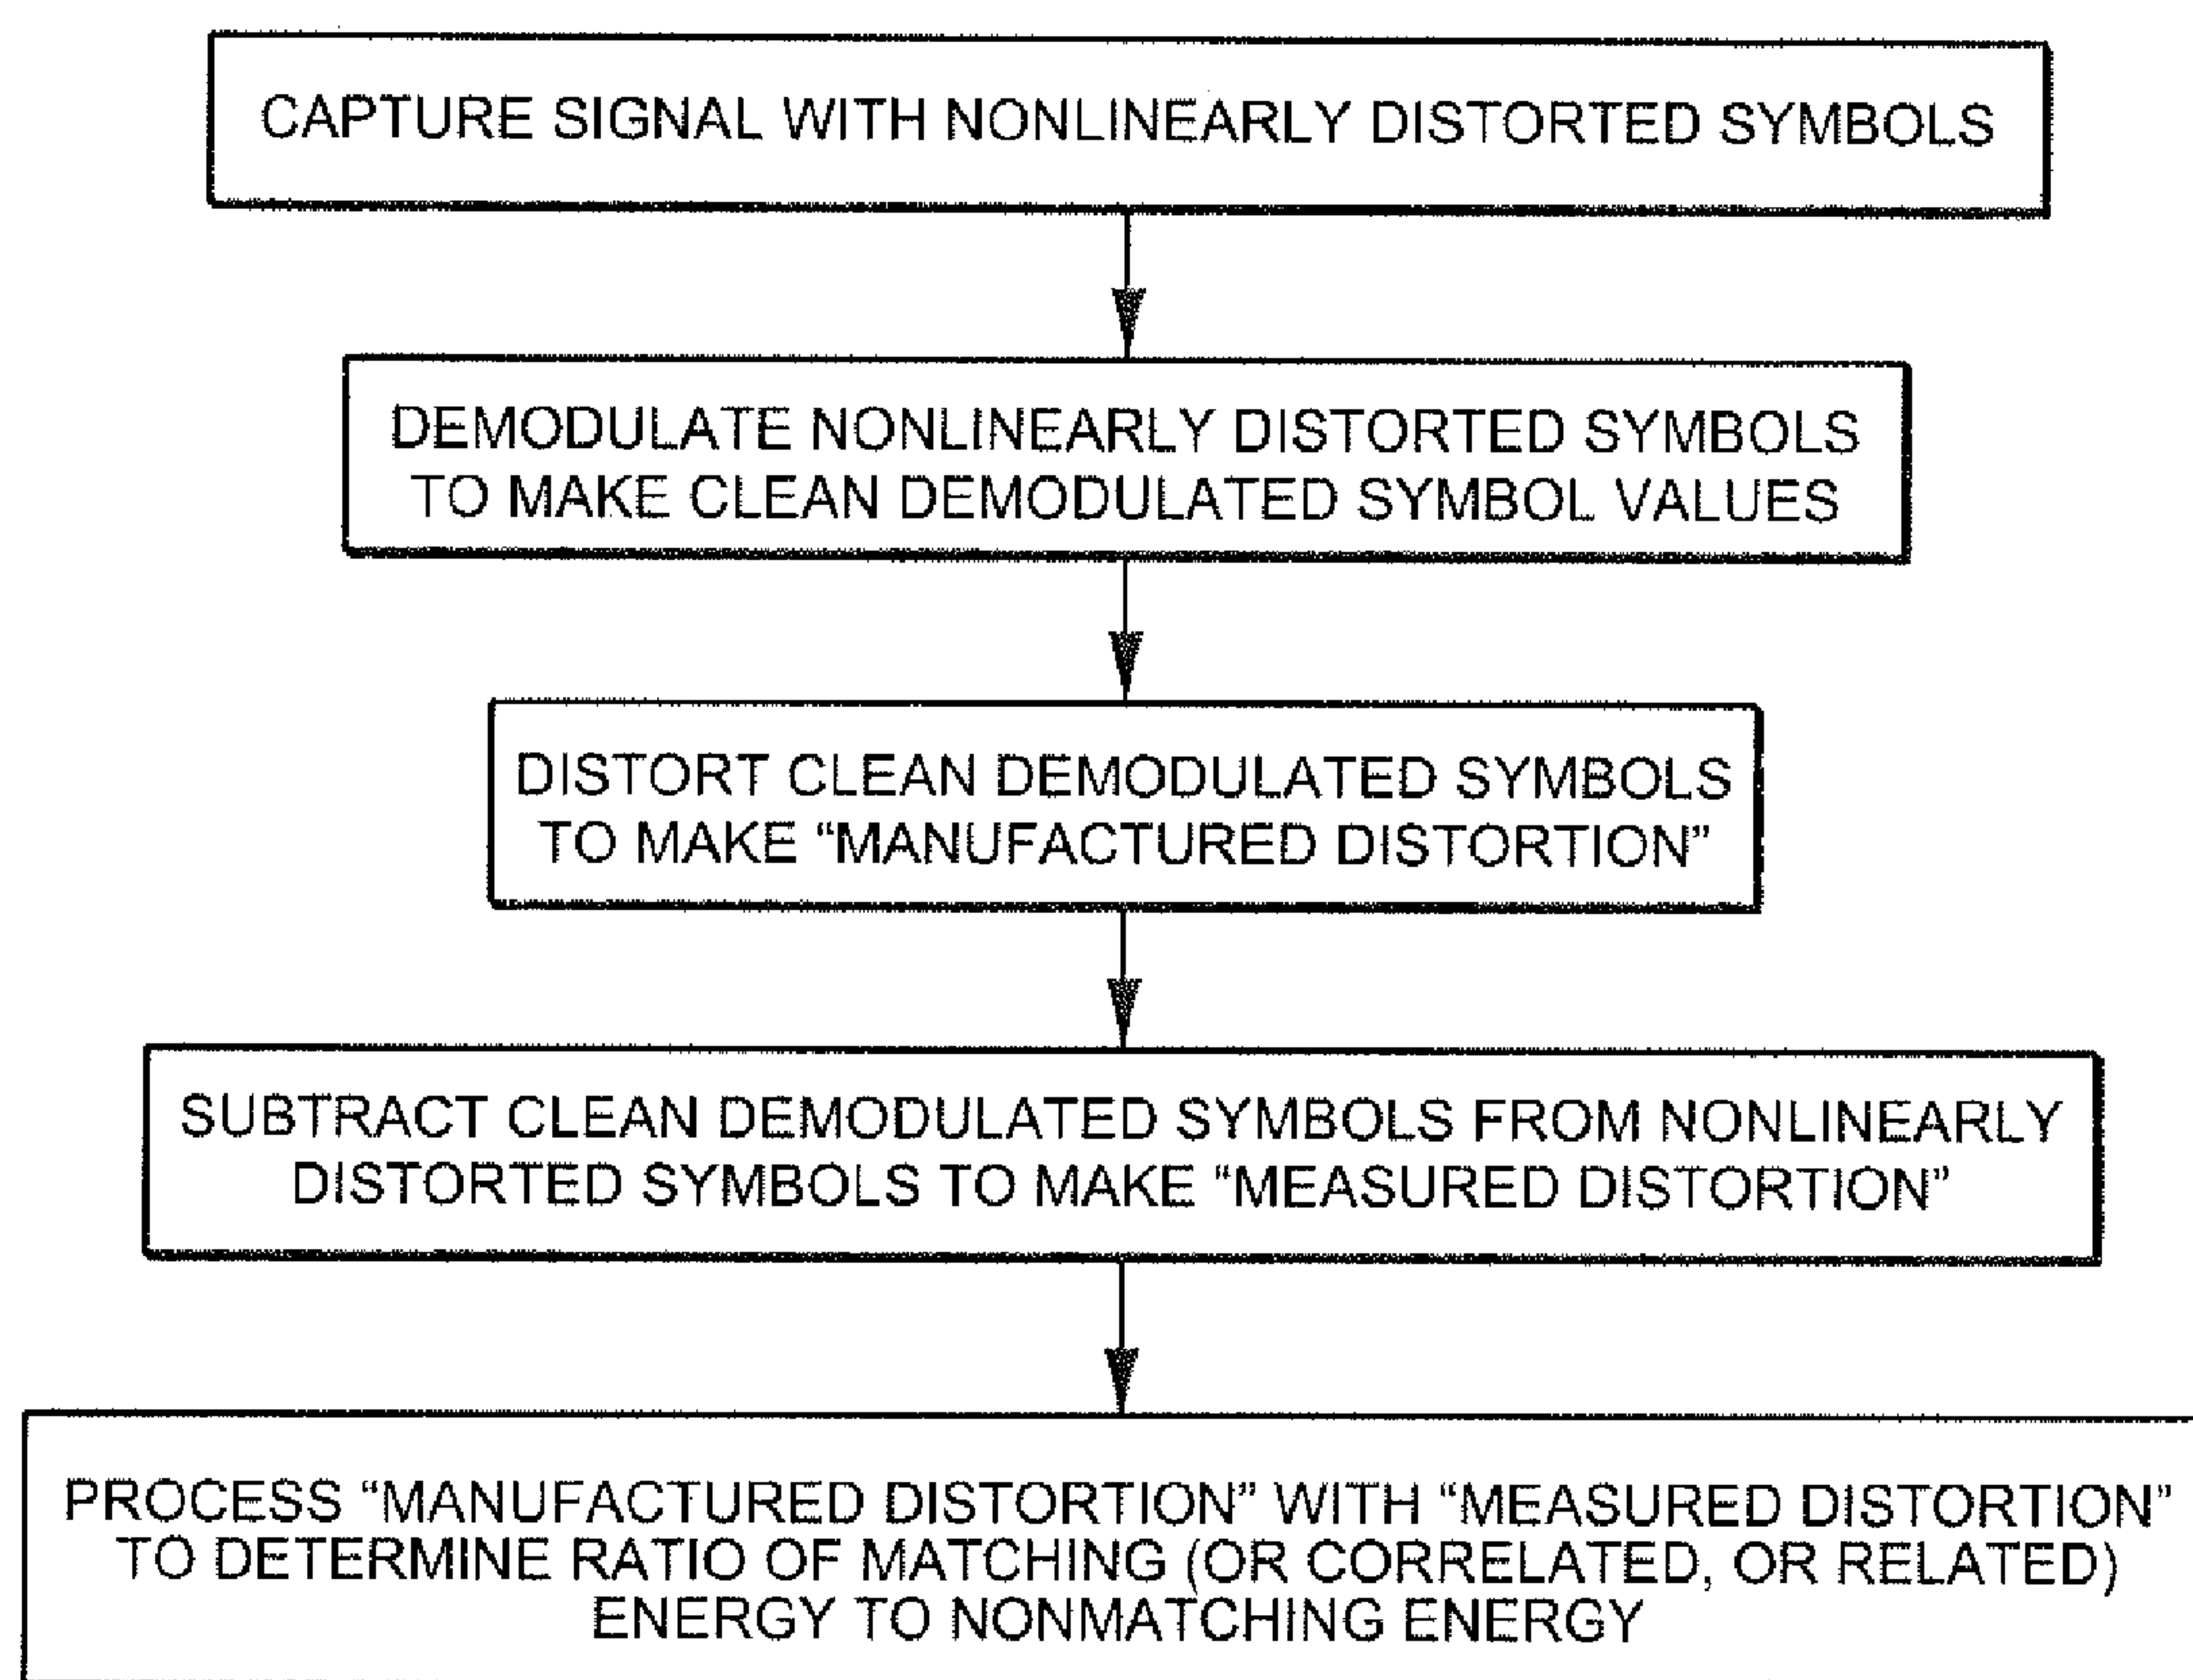 CAPTURE SIGNAL WITH NONLINEARLY DISTORTED SYMBOLS
DEMODULATE NONLINEARLY DISTORTED SYMBOLS
TO MAKE CLEAN DEMODULATED SYMBOL VALUES
DISTORT CLEAN DEMODULATED SYMBOLS
TO MAKE “MANUFACTURED DISTORTION”
SUBTRACT CLEAN DEMODULATED SYMBOLS FROM NONLINEARLY
DISTORTED SYMBOLS TO MAKE “MEASURED DISTORTION”
PROCESS “MANUFACTURED DISTORTION” WITH “MEASURED DISTORTION”
TO DETERMINE RATIO OF MATCHING (OR CORRELATED, OR RELATED)
ENERGY TO NONMATCHING ENERGY